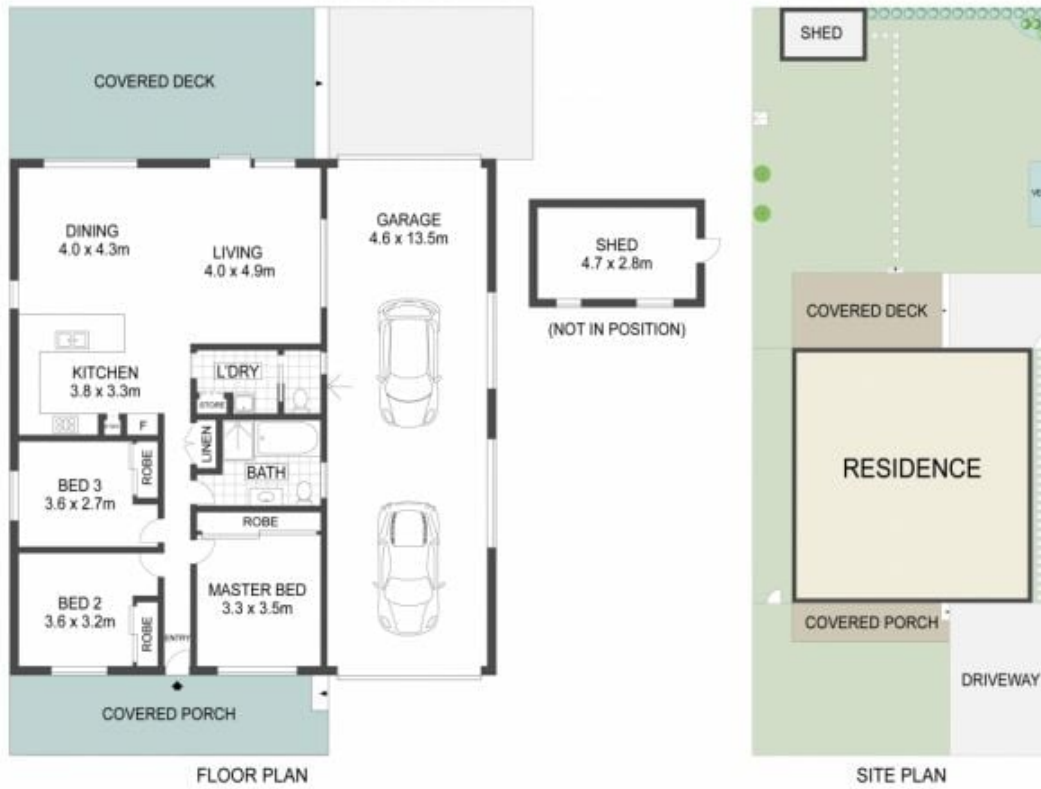 COVERED DECK
DINING
4.0 x 4.3m
LIVING
4.0 x 4.9m
GARAGE
4.6 x 13.5m
KITCHEN
3.8 x 3.3m
F
L'DRY
STORE
LINEN
BATH
BED 3
3.6 x 2.7m
ROBE
ROBE
BED 2
3.6 x 3.2m
ROBE
MASTER BED
3.3 x 3.5m
ENTRY
COVERED PORCH
FLOOR PLAN
SHED
4.7 x 2.8m
(NOT IN POSITION)
SHED
COVERED DECK
RESIDENCE
COVERED PORCH
DRIVEWAY
SITE PLAN